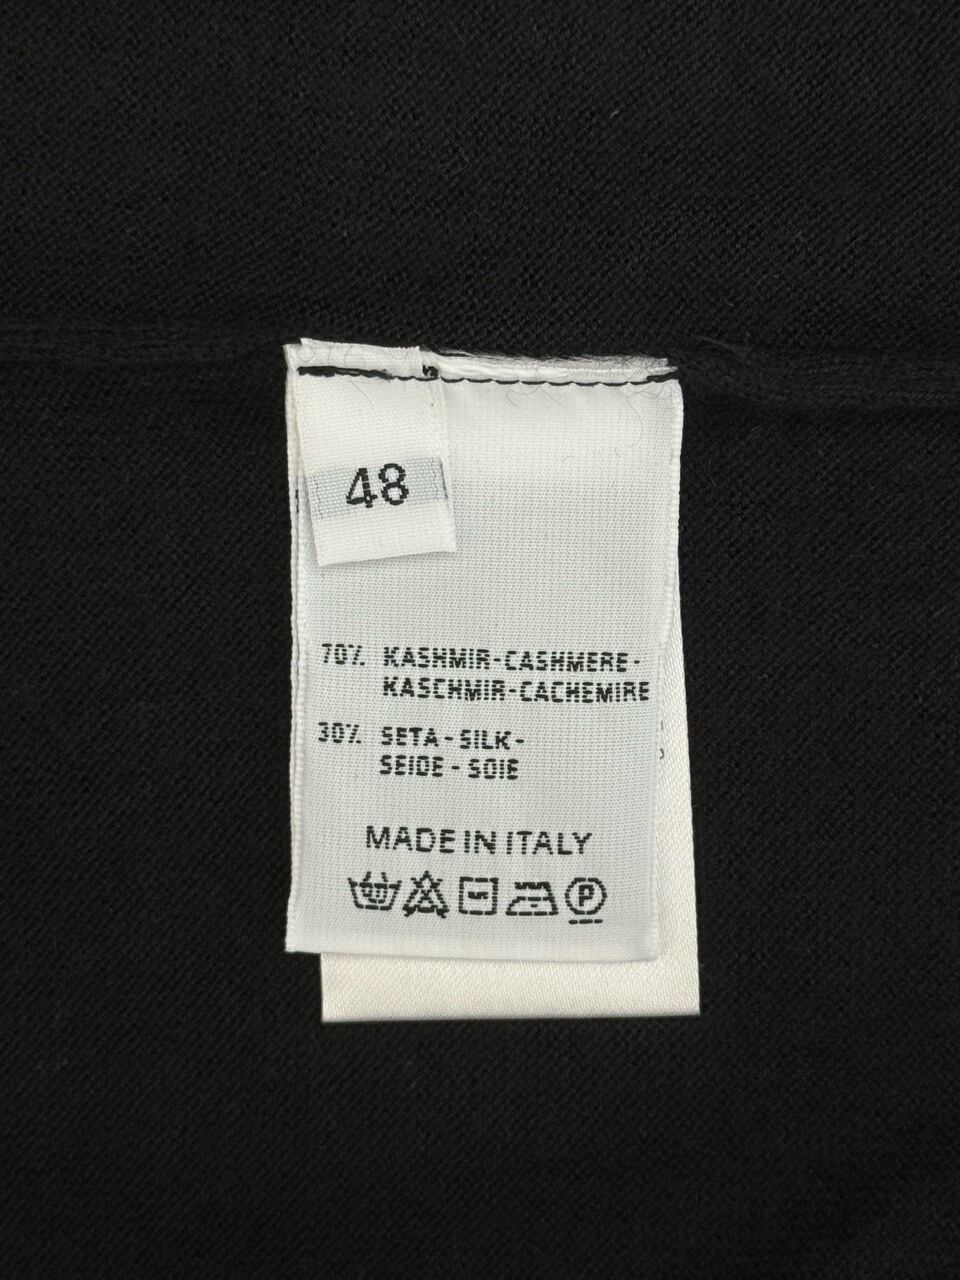 48
70% KASHMIR-CASHMERE-
KASCHMIR-CACHEMIRE
30% SETA-SILK-
SEIDE-SOIE
MADE IN ITALY
P